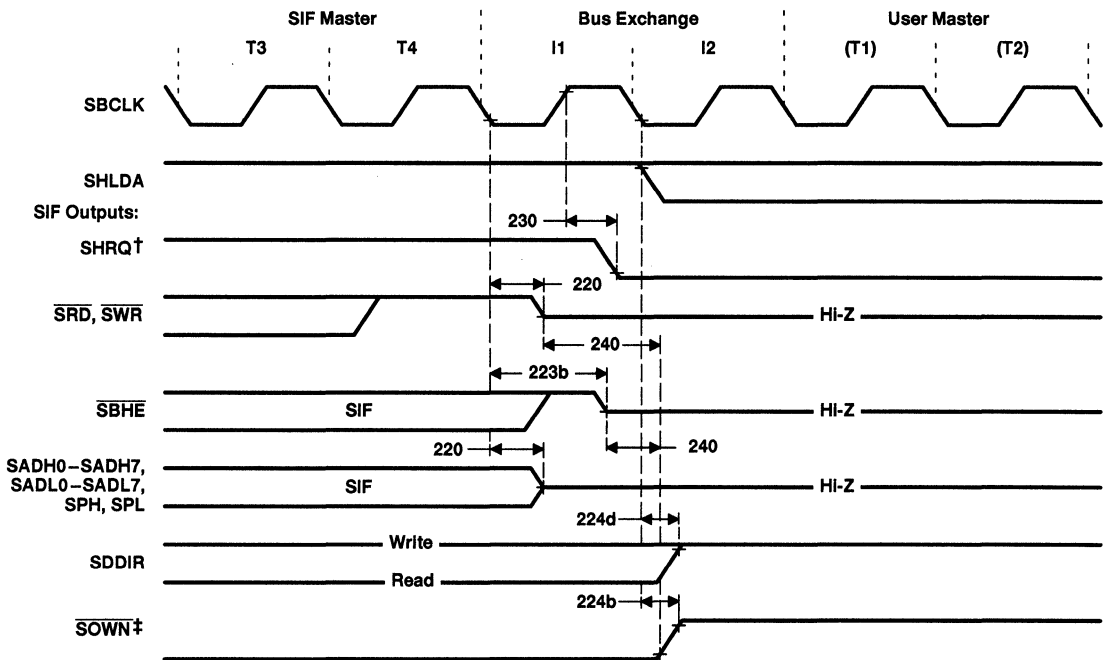 SIF Master Bus Exchange User Master
T3 T4 I1 I2 (T1) (T2)
SBCLK
SHLDA
SIF Outputs:
230
SHRQ†
220
SRD, SWR Hi-Z
240
223b
SBHE SIF Hi-Z
220 240
SADH0–SADH7,
SADL0–SADL7, SIF Hi-Z
SPH, SPL
224d
Write
SDDIR
Read
224b
SOWN‡